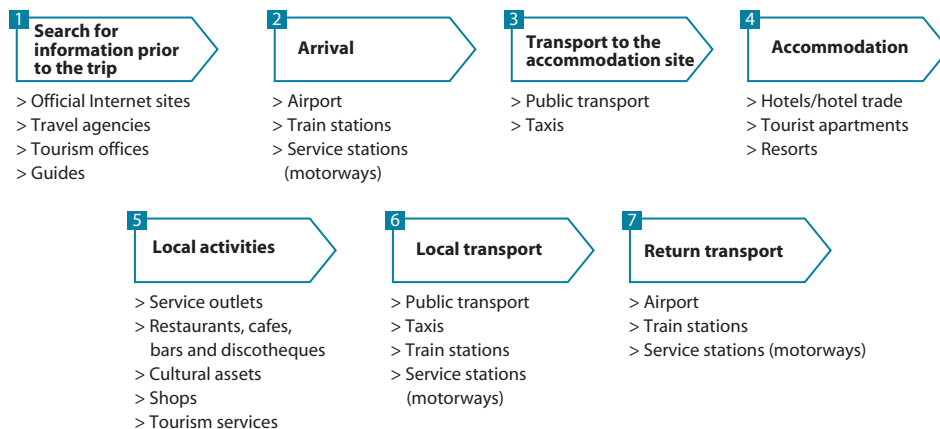 1
Search for
information prior
to the trip
> Official Internet sites
> Travel agencies
> Tourism offices
> Guides
2
Arrival
> Airport
> Train stations
> Service stations
(motorways)
3
Transport to the
accommodation site
> Public transport
> Taxis
4
Accommodation
> Hotels/hotel trade
> Tourist apartments
> Resorts
5
Local activities
> Service outlets
> Restaurants, cafes,
bars and discotheques
> Cultural assets
> Shops
> Tourism services
6
Local transport
> Public transport
> Taxis
> Train stations
> Service stations
(motorways)
7
Return transport
> Airport
> Train stations
> Service stations (motorways)